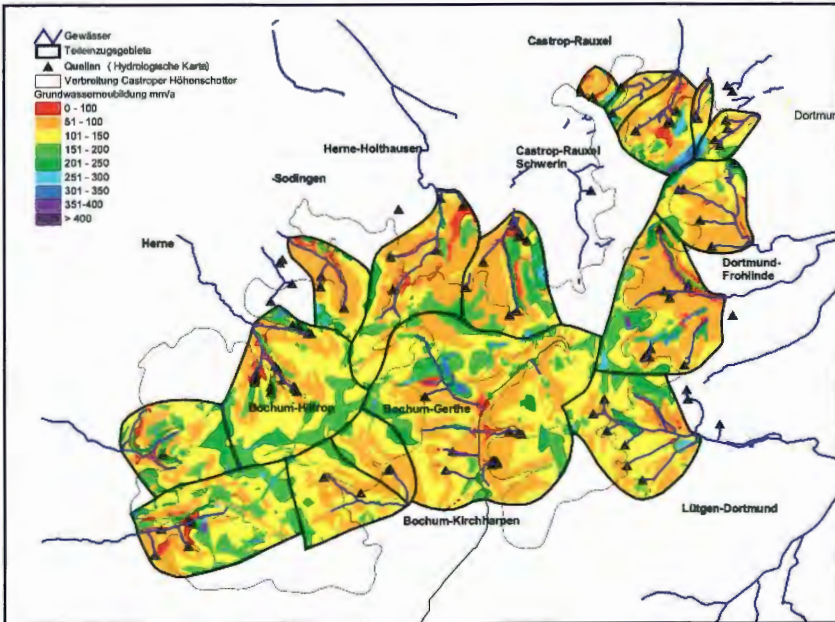 Gewässer
Teileinzugsgebiete
Quellen (Hydrologische Karte)
Verbreitung Castroper Höhenschotter
Grundwasserneubildung mm/a
0 - 100
51 - 100
101 - 150
151 - 200
201 - 250
251 - 300
301 - 350
351-400
> 400
Castrop-Rauxel
Dortmun
Herne-Holthausen
Castrop-Rauxel
Schwerin
-Sodingen
Herne
Dortmund-
Frohlinde
Bochum-Hiltrop
Bochum-Gerthe
Lütgen-Dortmund
Bochum-Kirchharpen